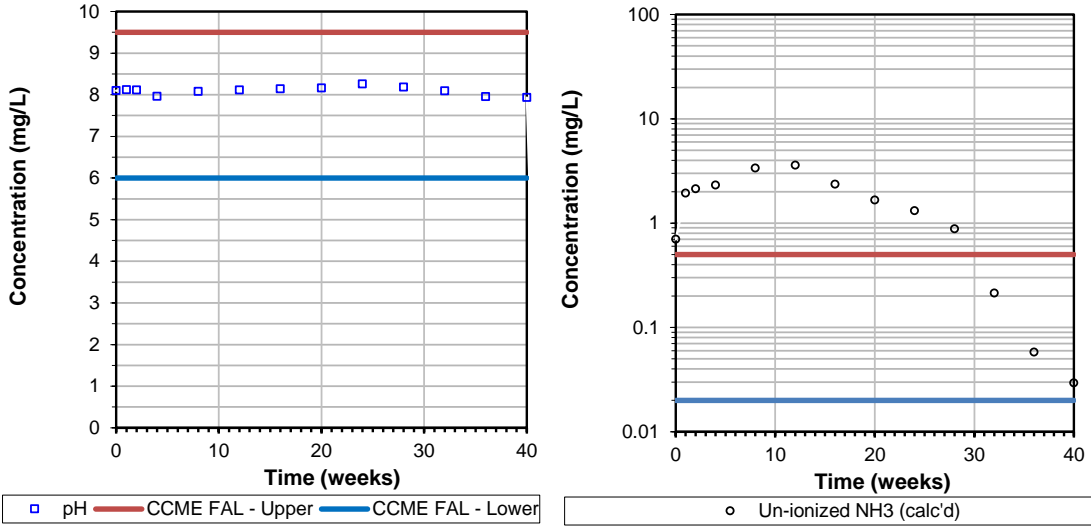 10
9
8
7
6
5
4
3
2
1
0
Concentration (mg/L)
0 10 20 30 40
Time (weeks)
pH CCME FAL - Upper CCME FAL - Lower
100
10
1
0.1
0.01
Concentration (mg/L)
0 10 20 30 40
Time (weeks)
Un-ionized NH3 (calc'd)